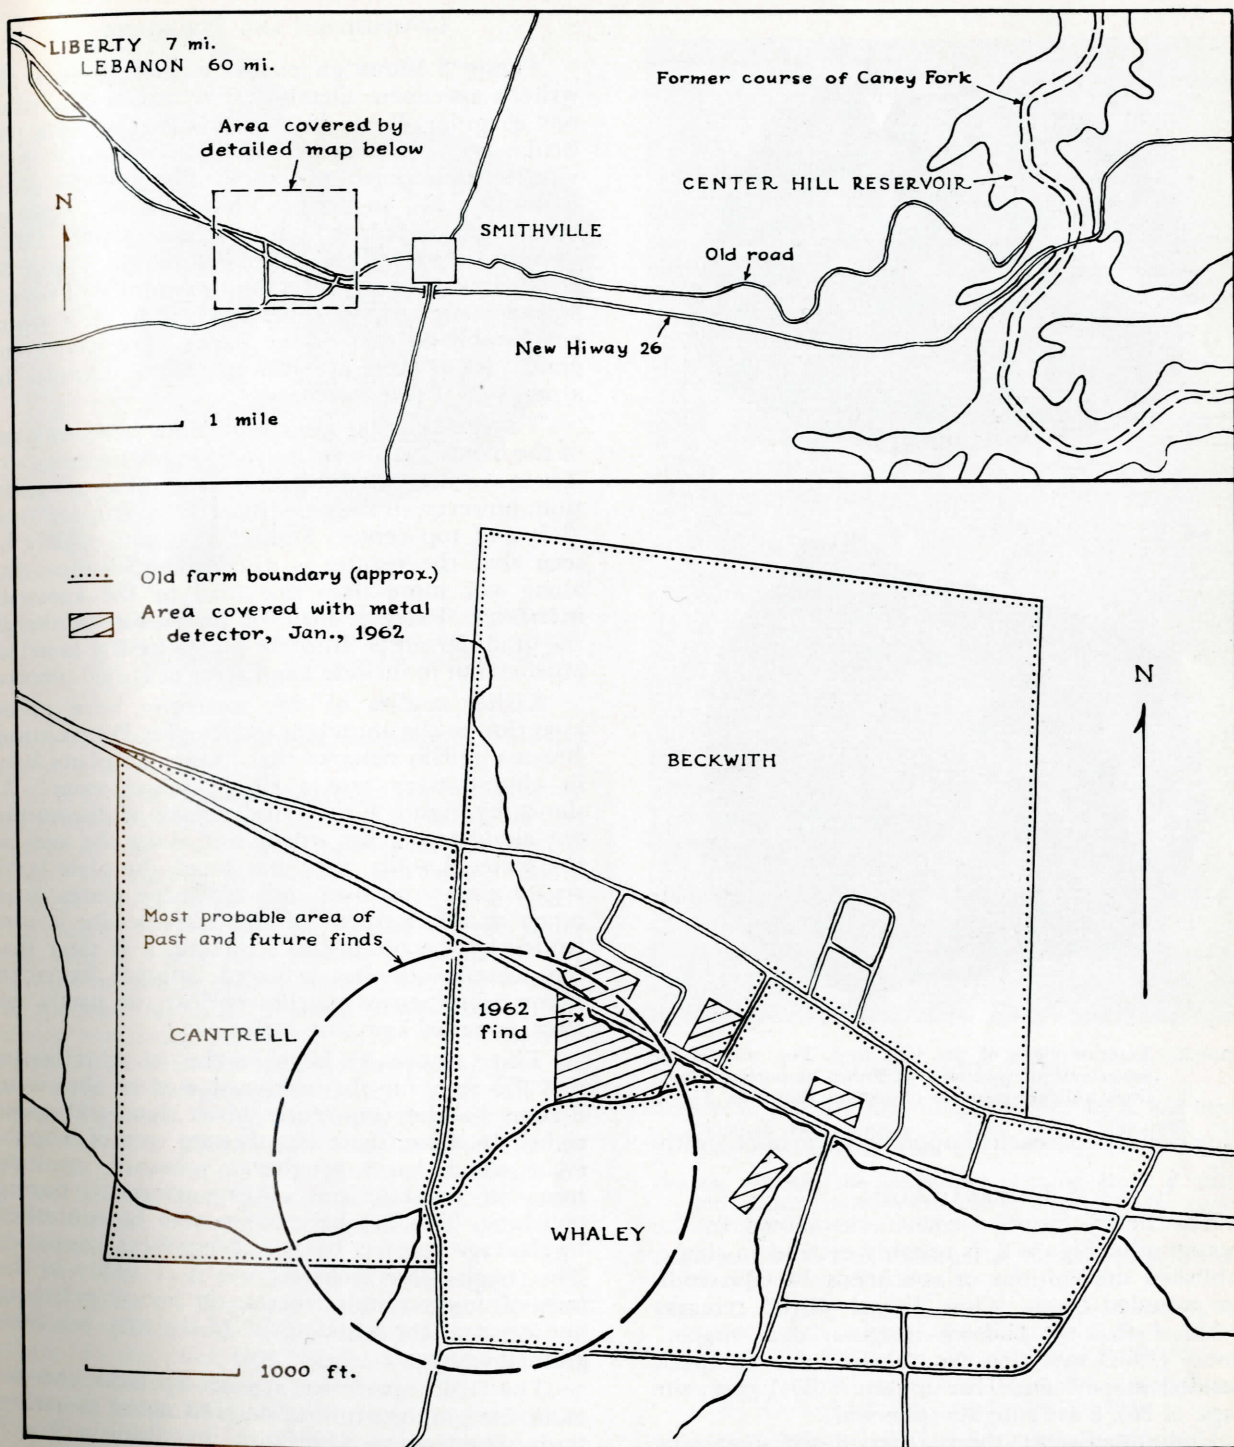 LIBERTY 7 mi.
LEBANON 60 mi.
Former course of Caney Fork
Area covered by
detailed map below
CENTER HILL RESERVOIR
N
SMITHVILLE
Old road
New Hiway 26
1 mile
Old farm boundary (approx.)
Area covered with metal
detector, Jan., 1962
N
BECKWITH
Most probable area of
past and future finds
1962
find
CANTRELL
WHALEY
1000 ft.